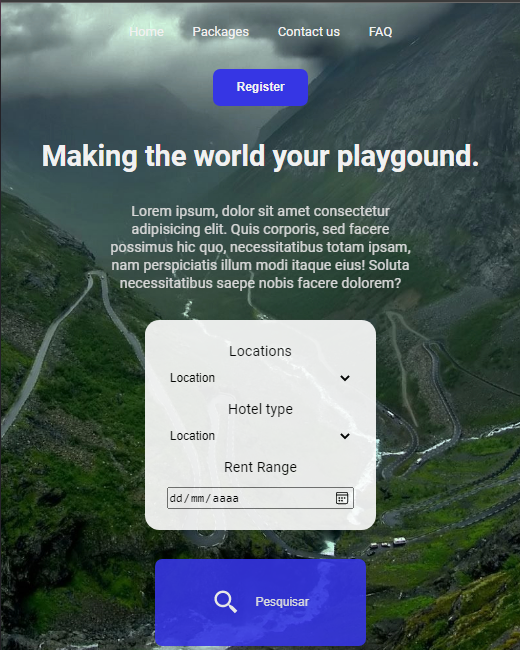 Home Packages Contact us FAQ
Register
Making the world your playgound.
Lorem ipsum, dolor sit amet consectetur
adipisicing elit. Quis corporis, sed facere
possimus hic quo, necessitatibus totam ipsam,
nam perspiciatis illum modi itaque eius! Soluta
necessitatibus saepe nobis facere dolorem?
Locations
Location
Hotel type
Location
Rent Range
dd/mm/aaaa
Pesquisar